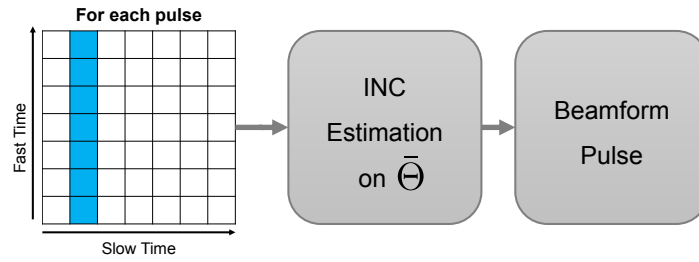 For each pulse
Fast Time
Slow Time
INC
Estimation
on Θ̄
Beamform
Pulse